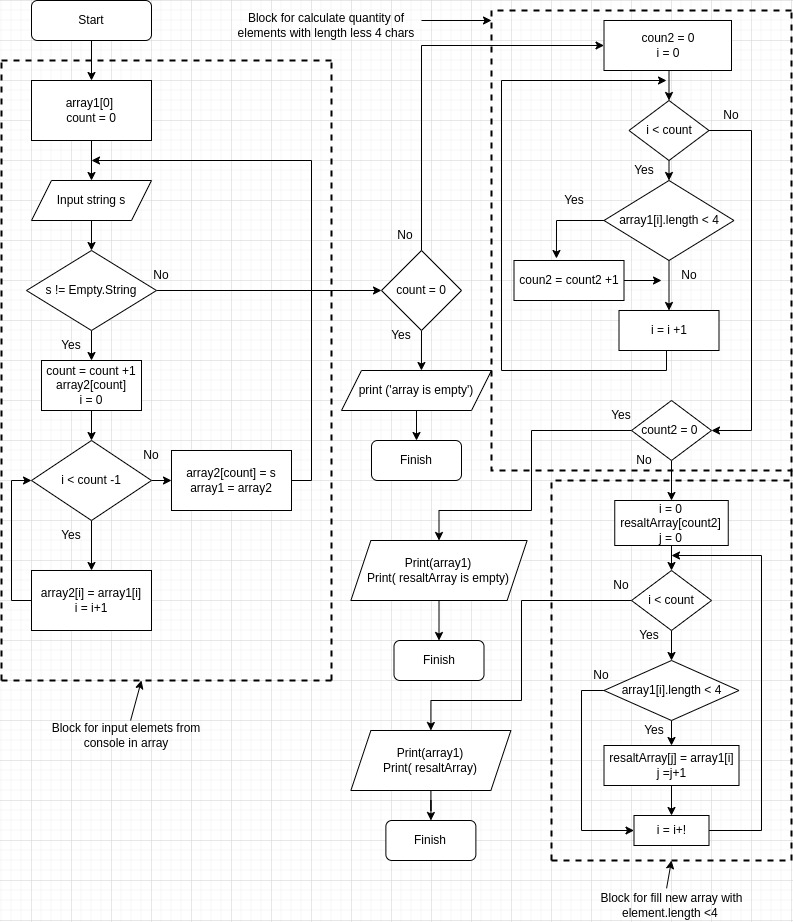 Start
array1[0]
count = 0
Input string s
s != Empty.String
No
Yes
count = count +1
array2[count]
i = 0
i < count -1
No
array2[count] = s
array1 = array2
Yes
array2[i] = array1[i]
i = i+1
Block for input elemets from
console in array
Block for calculate quantity of
elements with length less 4 chars
No
count = 0
Yes
print ('array is empty')
Finish
coun2 = 0
i = 0
i < count
No
Yes
array1[i].length < 4
Yes
coun2 = count2 +1
No
i = i +1
Yes
count2 = 0
No
Print(array1)
Print( resaltArray is empty)
Finish
i = 0
resaltArray[count2]
j = 0
No
i < count
Yes
No
array1[i].length < 4
Yes
resaltArray[j] = array1[i]
j =j+1
i = i+!
Print(array1)
Print( resaltArray)
Finish
Block for fill new array with
element.length <4